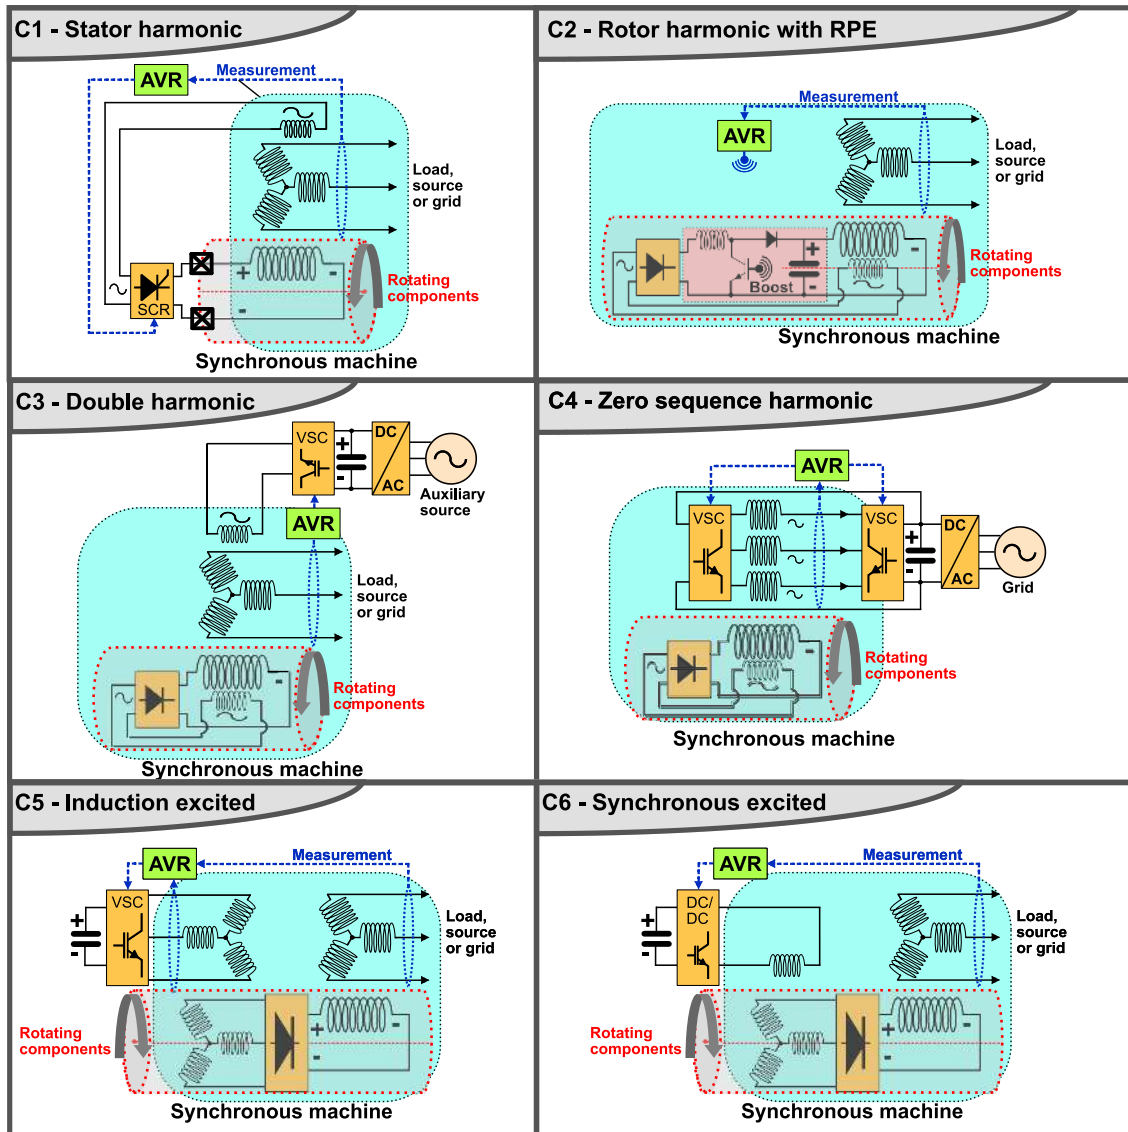 C1 - Stator harmonic
AVR
Measurement
Load,
source
or grid
+
-
+
-
SCR
Rotating
components
Synchronous machine
C2 - Rotor harmonic with RPE
Measurement
AVR
Load,
source
or grid
+
-
+
-
Boost
Rotating
components
Synchronous machine
C3 - Double harmonic
VSC
+
-
DC
AC
Auxiliary
source
AVR
Load,
source
or grid
+
-
Rotating
components
Synchronous machine
C4 - Zero sequence harmonic
AVR
VSC
VSC
+
-
DC
AC
Grid
+
-
Rotating
components
Synchronous machine
C5 - Induction excited
AVR
Measurement
VSC
+
-
Load,
source
or grid
+
-
-
Rotating
components
Synchronous machine
C6 - Synchronous excited
AVR
Measurement
DC/
DC
+
-
Load,
source
or grid
+
-
-
Rotating
components
Synchronous machine